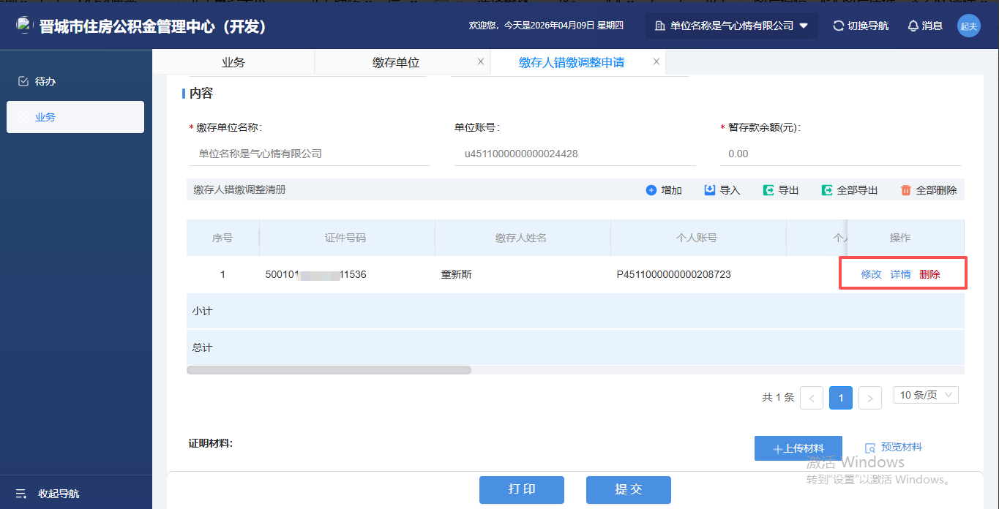 晋城市住房公积金管理中心（开发）
欢迎您，今天是2026年04月09日 星期四
单位名称是气心情有限公司
切换导航
消息
起夫
业务
缴存单位
缴存人错缴调整申请
待办
业务
内容
* 缴存单位名称:
单位账号:
* 暂存款余额(元):
单位名称是气心情有限公司
u4511000000000024428
0.00
缴存人错缴调整清册
增加
导入
导出
全部导出
全部删除
序号
证件号码
缴存人姓名
个人账号
个人
操作
1
500101
11536
童新斯
P4511000000000208723
修改
详情
删除
小计
总计
共 1 条
<
1
>
10 条/页
证明材料:
上传材料
预览材料
激活 Windows
转到"设置"以激活 Windows。
收起导航
打印
提交